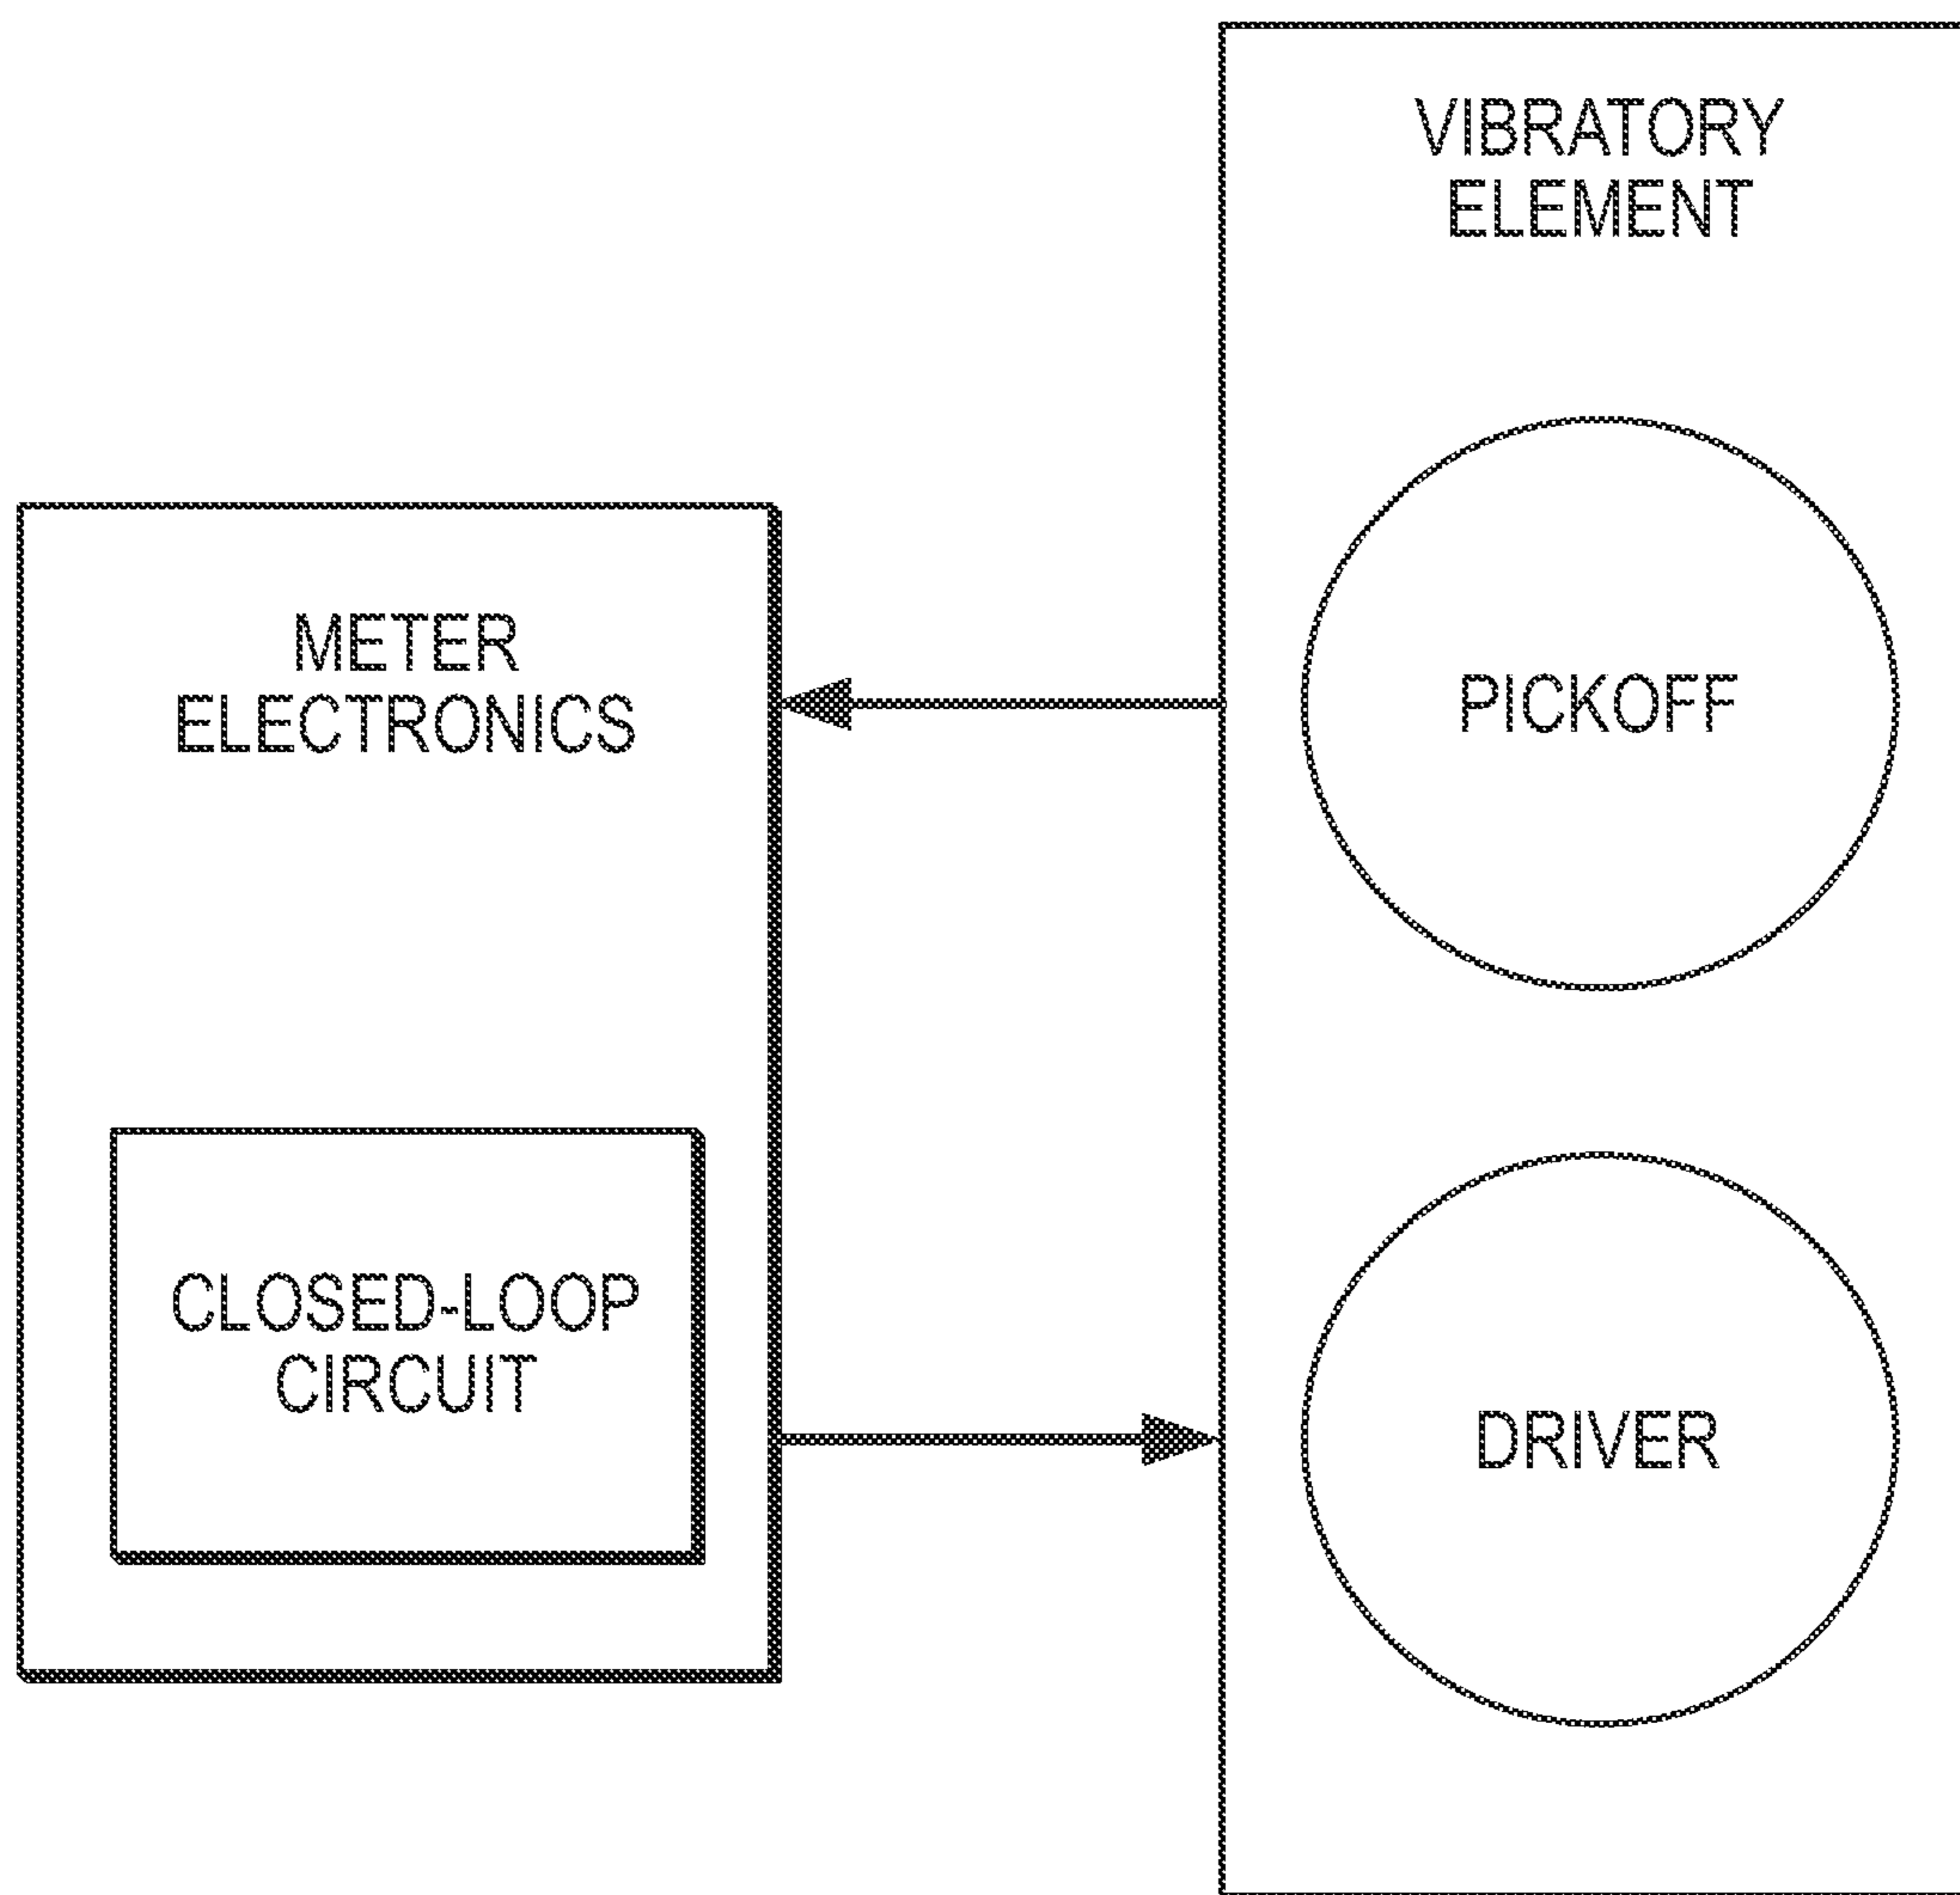 VIBRATORY
ELEMENT
METER
ELECTRONICS
PICKOFF
CLOSED-LOOP
CIRCUIT
DRIVER